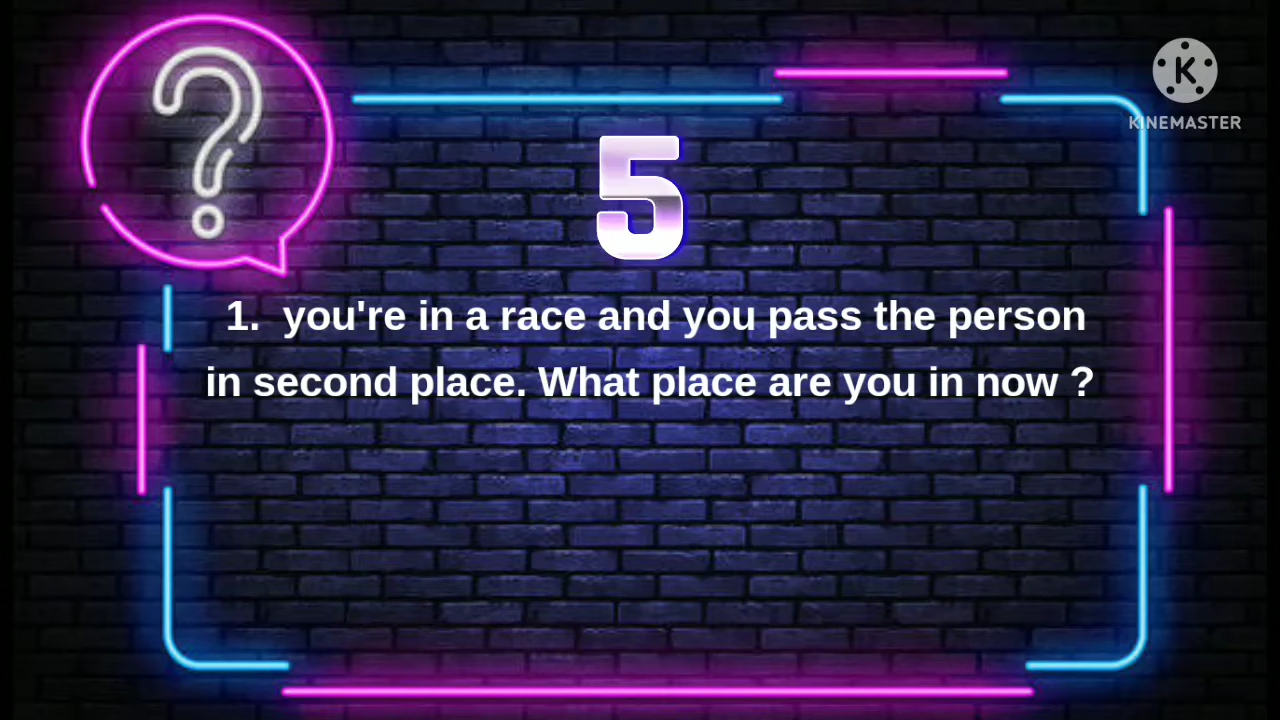 KINEMASTER
5
1. you're in a race and you pass the person
in second place. What place are you in now ?